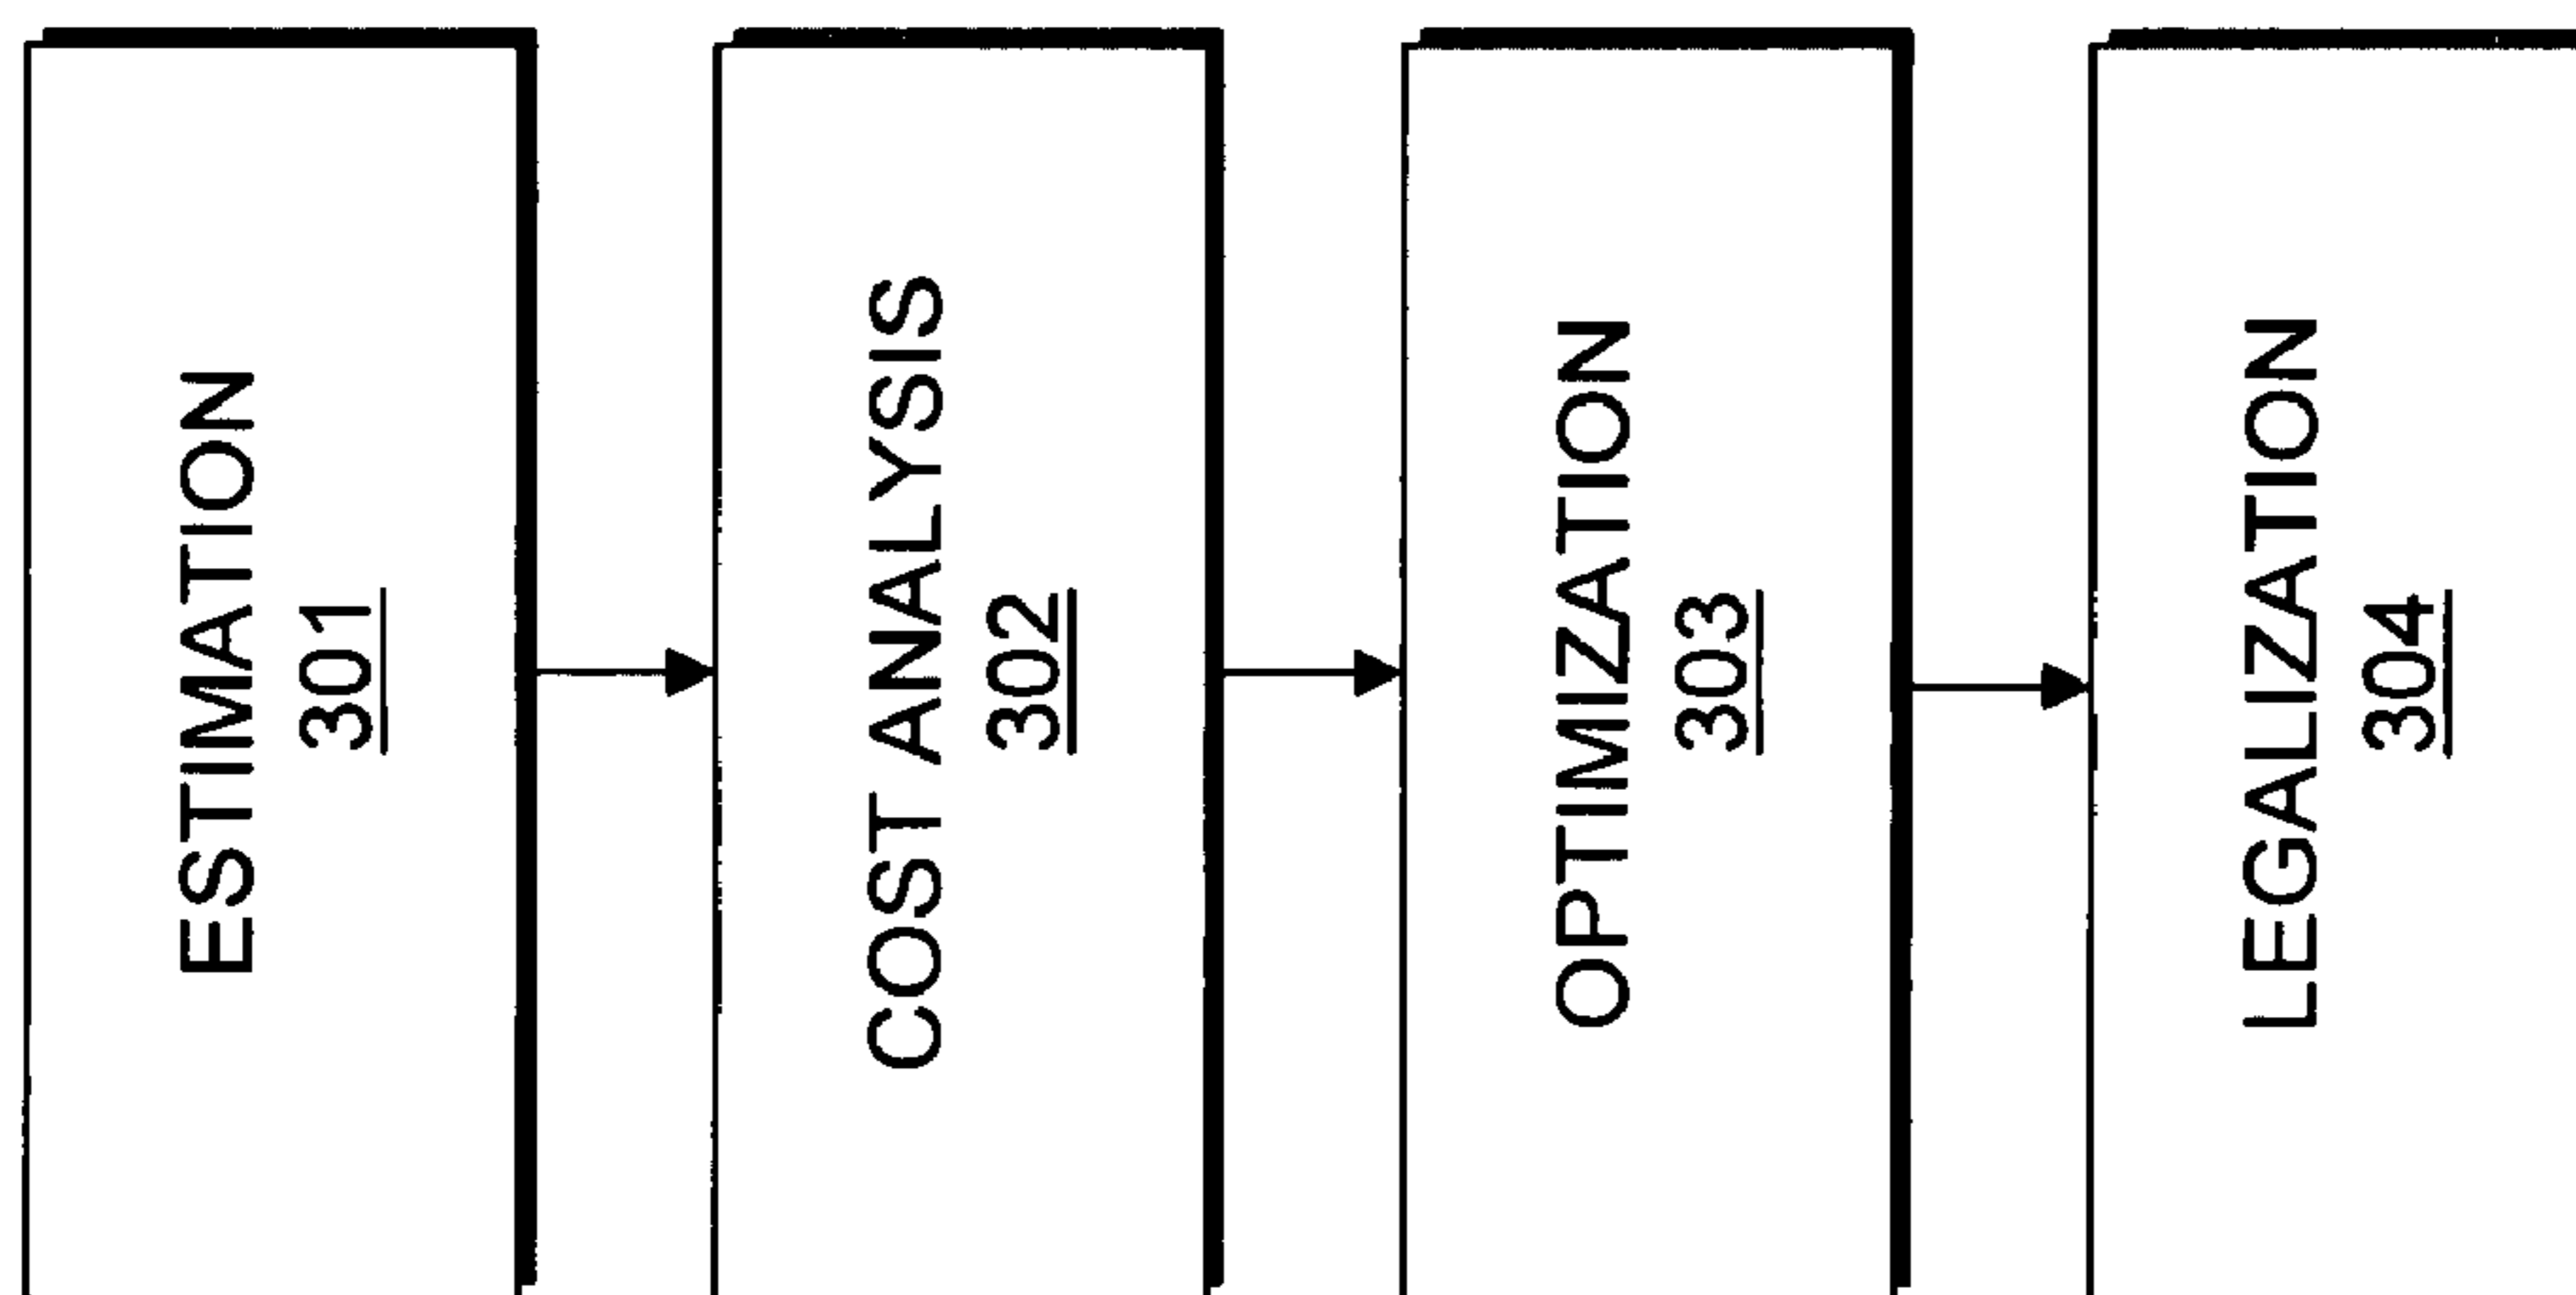 ESTIMATION
301
COST ANALYSIS
302
OPTIMIZATION
303
LEGALIZATION
304